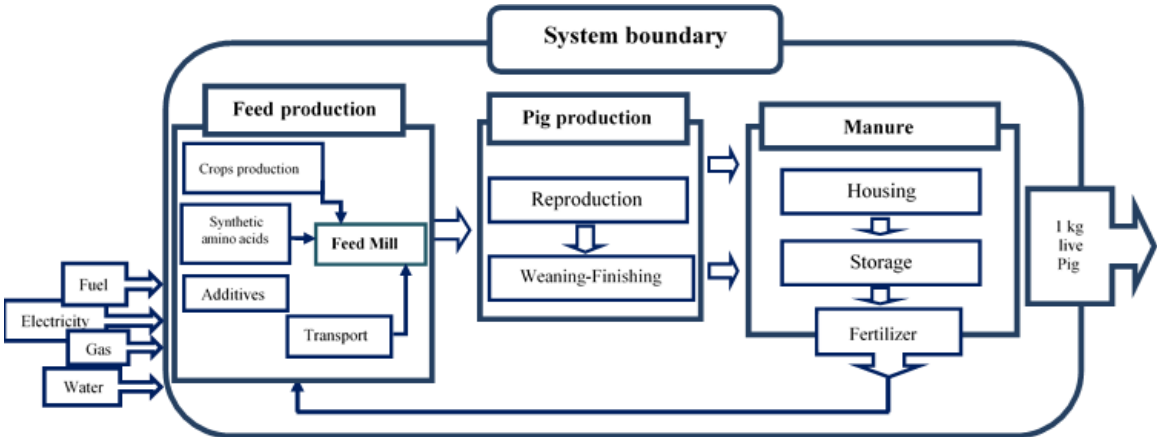 System boundary
Feed production
Crops production
Synthetic
amino acids
Feed Mill
Additives
Transport
Pig production
Reproduction
Weaning-Finishing
Manure
Housing
Storage
Fertilizer
Fuel
Electricity
Gas
Water
1 kg
live
Pig